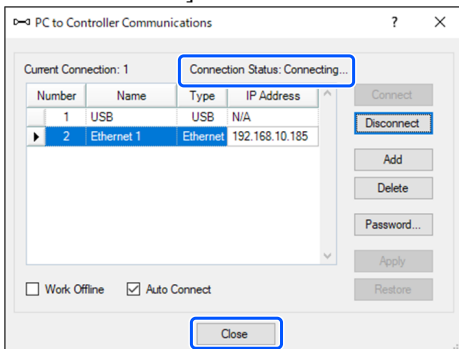 PC to Controller Communications ? ×
Current Connection: 1 Connection Status: Connecting...
Number Name Type IP Address Connect
1 USB USB N/A Disconnect
2 Ethernet 1 Ethernet 192.168.10.185
Add
Delete
Password...
Apply
Work Offline Auto Connect Restore
Close